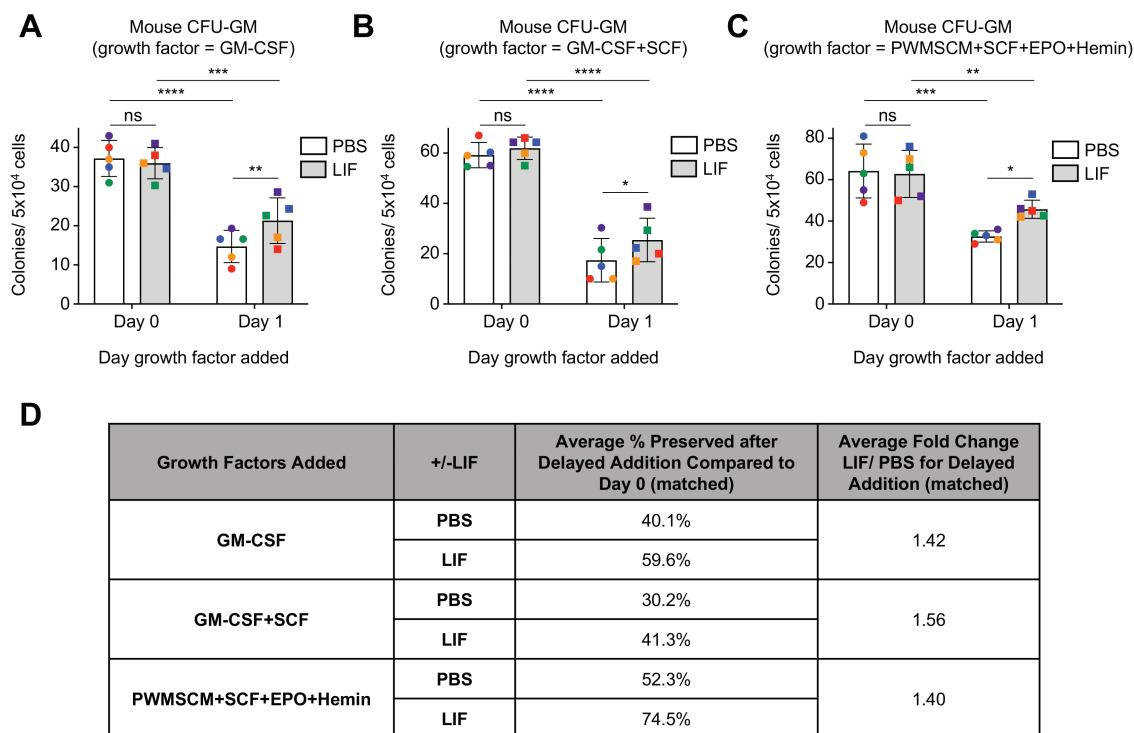 A
Mouse CFU-GM
(growth factor = GM-CSF)
***
****
ns
**
PBS
LIF
Colonies/ 5x10⁴ cells
40
30
20
10
0
Day 0
Day 1
Day growth factor added
B
Mouse CFU-GM
(growth factor = GM-CSF+SCF)
****
****
ns
*
PBS
LIF
Colonies/ 5x10⁴ cells
60
40
20
0
Day 0
Day 1
Day growth factor added
C
Mouse CFU-GM
(growth factor = PWMSCM+SCF+EPO+Hemin)
**
***
ns
*
PBS
LIF
Colonies/ 5x10⁴ cells
80
60
40
20
0
Day 0
Day 1
Day growth factor added
D
Growth Factors Added
+/-LIF
Average % Preserved after
Delayed Addition Compared to
Day 0 (matched)
Average Fold Change
LIF/ PBS for Delayed
Addition (matched)
GM-CSF
PBS
40.1%
LIF
59.6%
1.42
GM-CSF+SCF
PBS
30.2%
LIF
41.3%
1.56
PWMSCM+SCF+EPO+Hemin
PBS
52.3%
LIF
74.5%
1.40